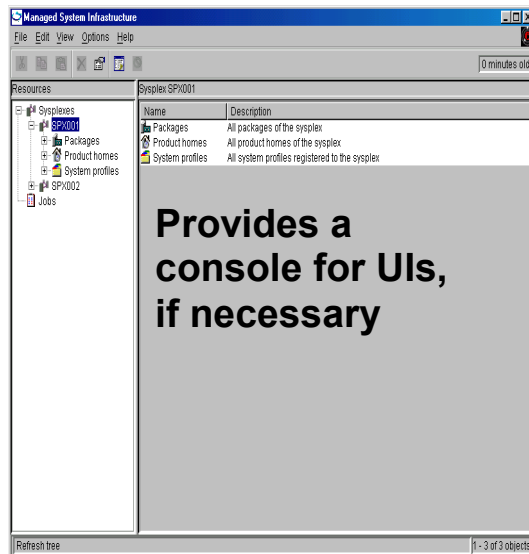 Managed System Infrastructure
File Edit View Options Help
0 minutes old
Resources
Sysplex SPX001
Sysplexes
SPX001
Packages
Product homes
System profiles
SPX002
Jobs
Name Description
Packages All packages of the sysplex
Product homes All product homes of the sysplex
System profiles All system profiles registered to the sysplex
Provides a
console for UIs,
if necessary
Refresh tree
1 - 3 of 3 objects